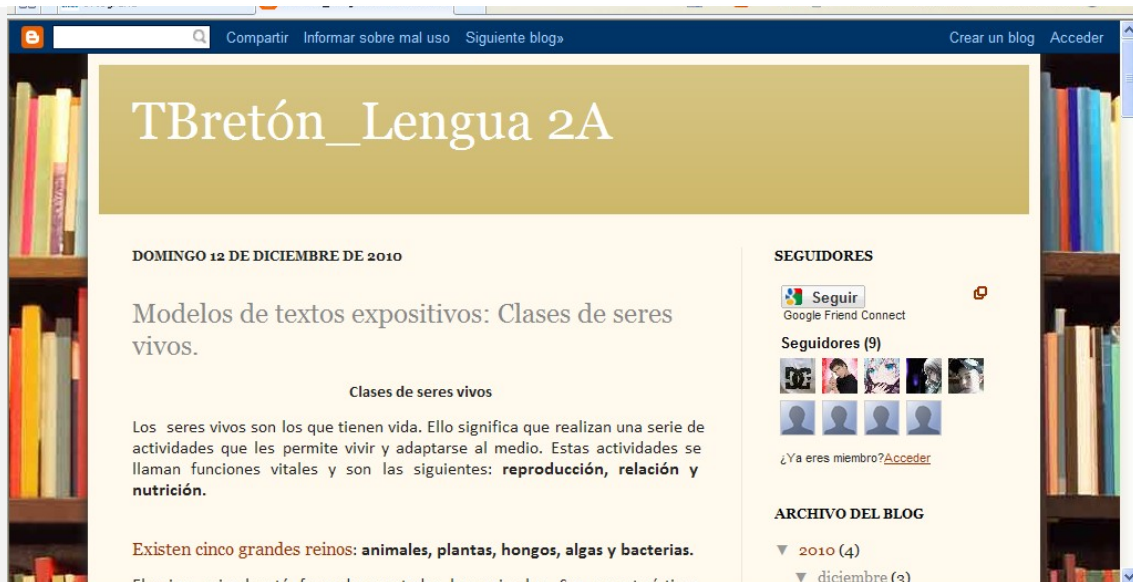 Compartir Informar sobre mal uso Siguiente blog» Crear un blog Acceder
TBretón_Lengua 2A
DOMINGO 12 DE DICIEMBRE DE 2010
Modelos de textos expositivos: Clases de seres
vivos.
Clases de seres vivos
Los seres vivos son los que tienen vida. Ello significa que realizan una serie de
actividades que les permite vivir y adaptarse al medio. Estas actividades se
llaman funciones vitales y son las siguientes: reproducción, relación y
nutrición.
Existen cinco grandes reinos: animales, plantas, hongos, algas y bacterias.
SEGUIDORES
Seguir
Google Friend Connect
Seguidores (9)
¿Ya eres miembro?Acceder
ARCHIVO DEL BLOG
▼ 2010 (4)
▼ diciembre (3)